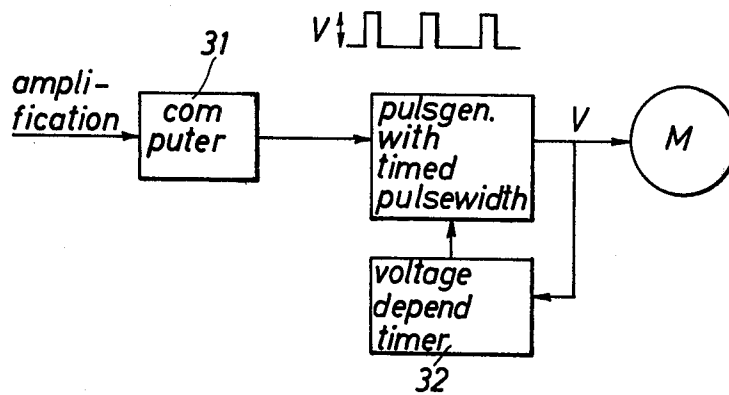 V
31
ampli-
fication
com
puter
pulsgen.
with
timed
pulsewidth
V
M
voltage
depend
timer
32